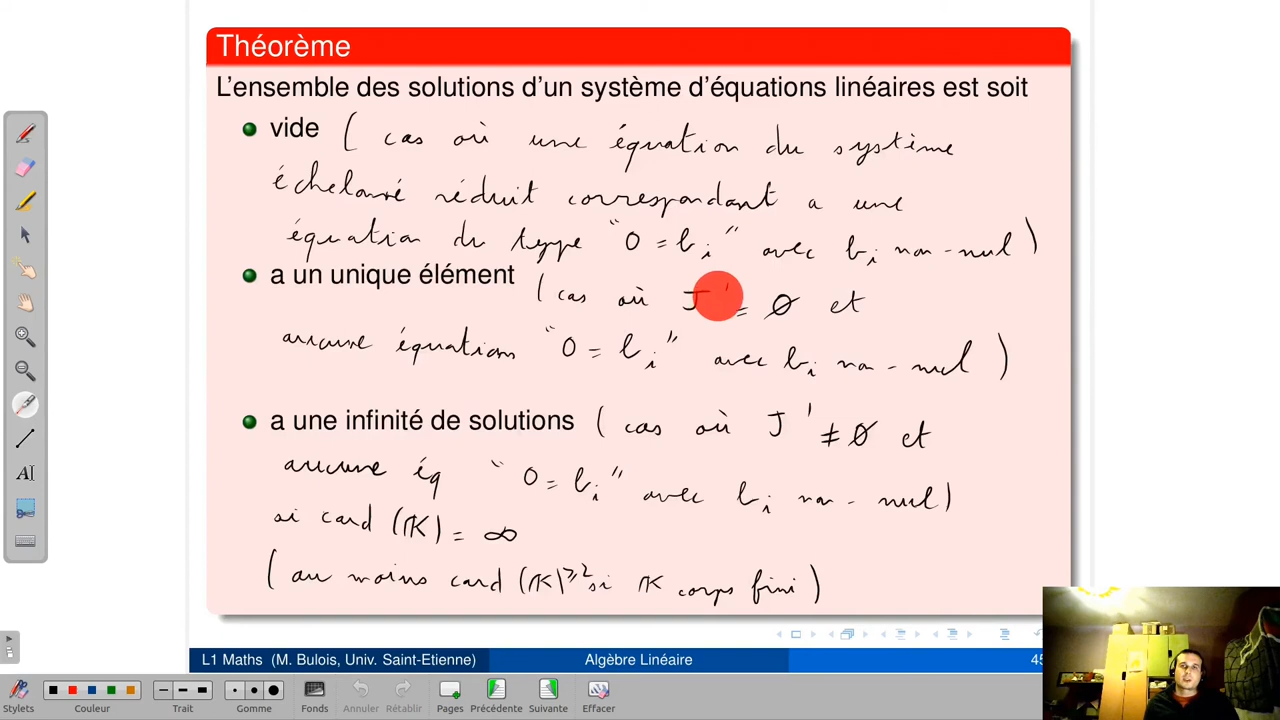 Théorème
L'ensemble des solutions d'un système d'équations linéaires est soit
vide ( cas où une équation du système
échelonné réduit correspondant a une
équation du type "0 = bi" avec bi non-nul )
a un unique élément ( cas où J' = ∅ et
aucune équation "0 = bi" avec bi non-nul )
a une infinité de solutions ( cas où J' ≠ ∅ et
aucune éq "0 = bi" avec bi non-nul )
si card (K) = ∞
( au moins card (K) ≥2 si K corps fini )
L1 Maths (M. Bulois, Univ. Saint-Etienne) Algèbre Linéaire 45
Stylets Couleur Trait Gomme Fonds Annuler Rétablir Pages Précédente Suivante Effacer